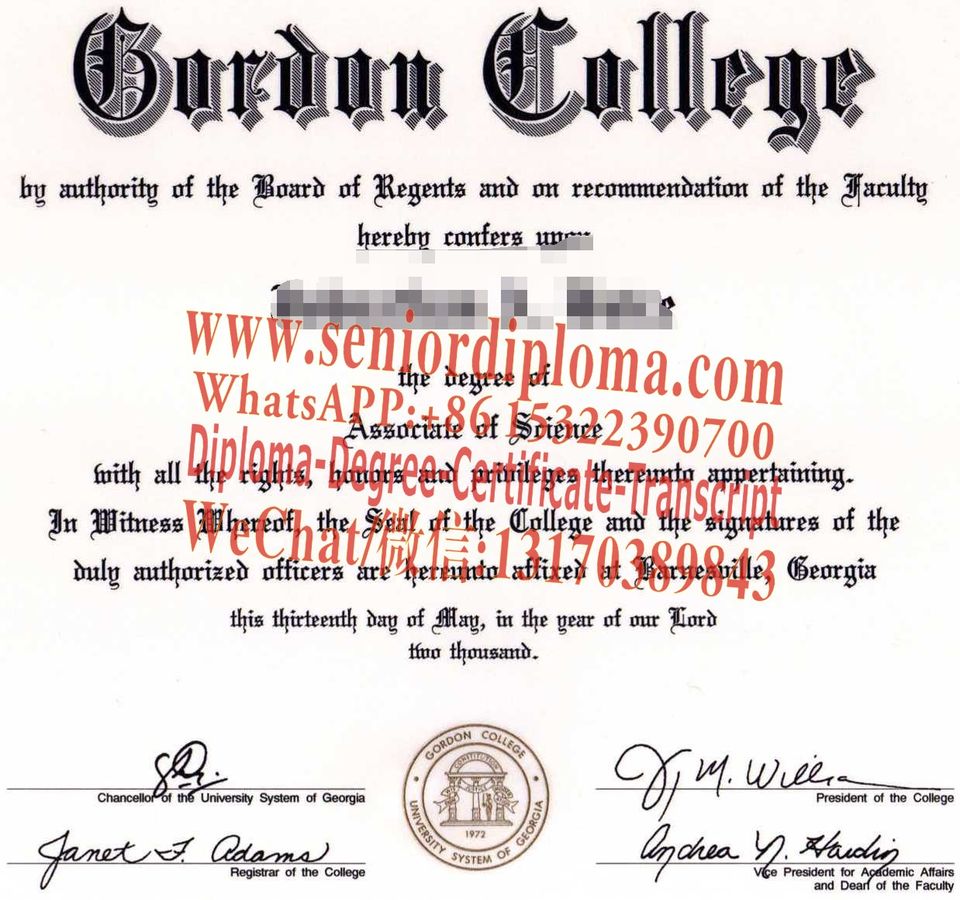 Gordon College
by authority of the Board of Regents and on recommendation of the Faculty
hereby confers upon
www.seniordiploma.com
the degree of
WhatsAPP:+86 15322390700
Associate of Science
Diploma-Degree-Certificate-Transcript
with all the rights, honors and privileges thereunto appertaining.
In Witness Whereof, the Seal of the College and the signatures of the
WeChat/微信:13170389843
duly authorized officers are hereunto affixed at Barnesville, Georgia
this thirteenth day of May, in the year of our Lord
two thousand.
GORDON COLLEGE
CONSTITUTION
1972
UNIVERSITY SYSTEM OF GEORGIA
Chancellor of the University System of Georgia
J. M. Willia
President of the College
Janet F. Adams
Registrar of the College
Andrea N. Hardin
Vice President for Academic Affairs
and Dean of the Faculty